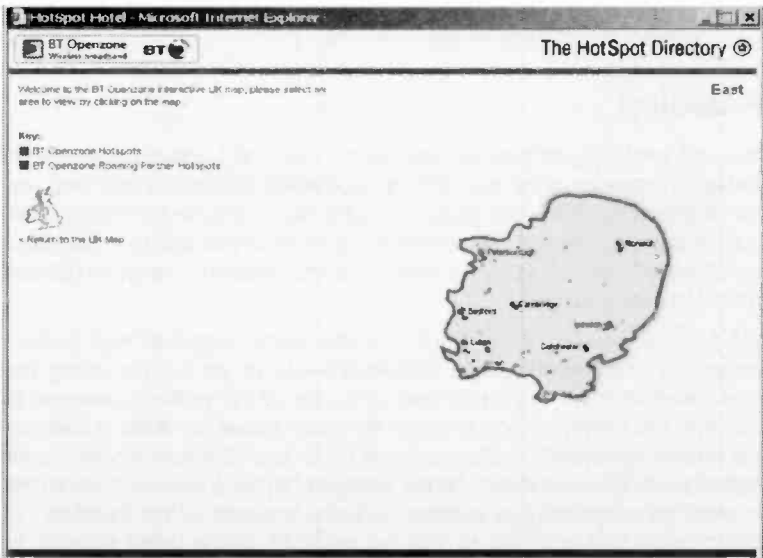 HotSpot Hotel - Microsoft Internet Explorer
BT Openzone
Wireless broadband
BT
The HotSpot Directory
Welcome to the BT Openzone interactive UK map, please select an
area to view by clicking on the map.
East
Key:
BT Openzone Hotspots
BT Openzone Roaming Partner Hotspots
< Return to the UK Map
Peterborough
Norwich
Bedford
Cambridge
Ipswich
Luton
Colchester